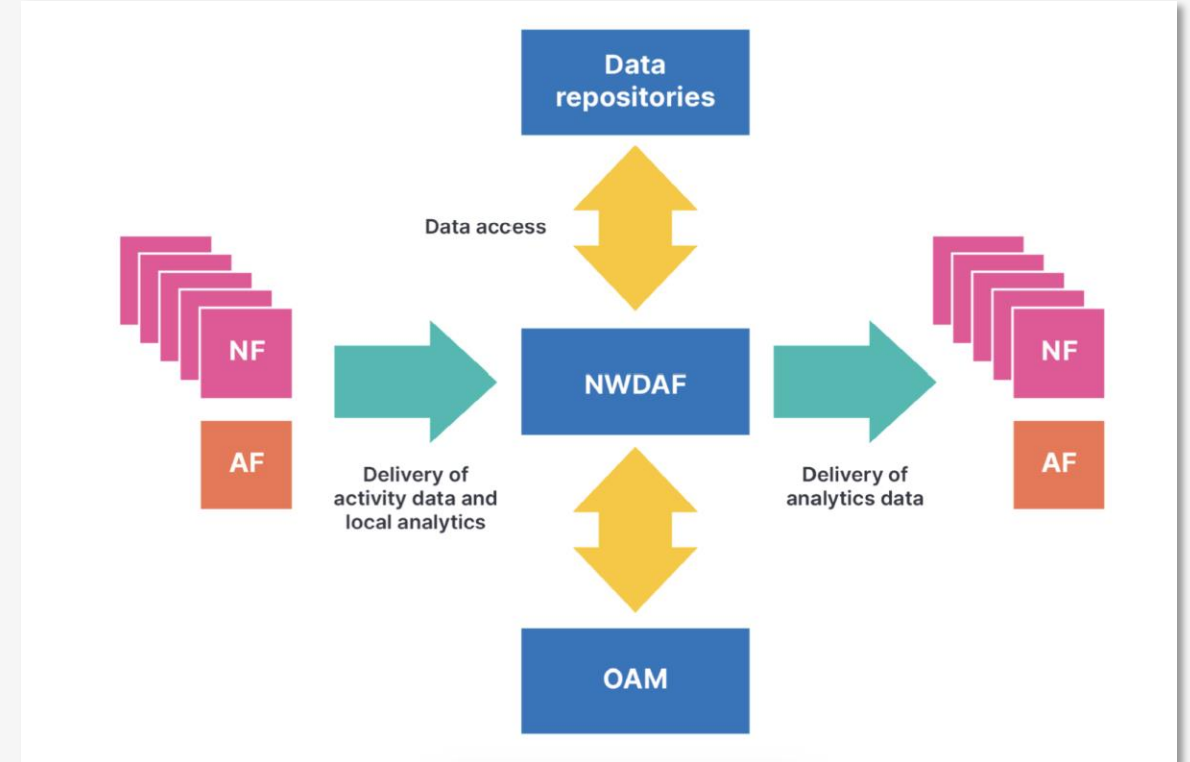 Data
repositories
Data access
NF
AF
Delivery of
activity data and
local analytics
NWDAF
Delivery of
analytics data
NF
AF
OAM